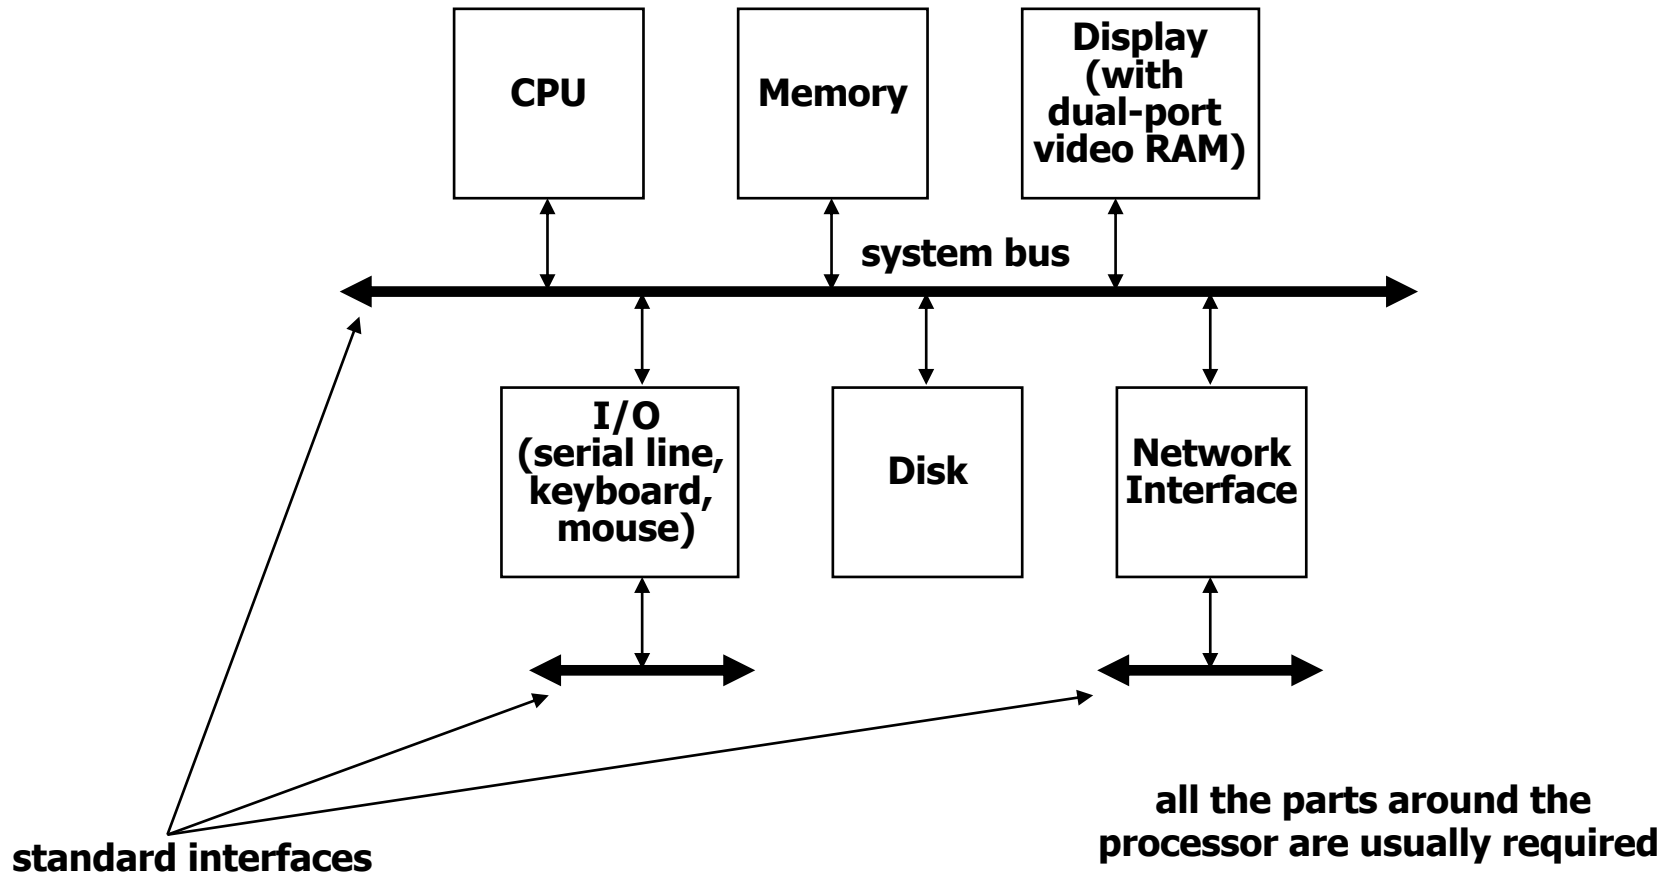 CPU
Memory
Display
(with
dual-port
video RAM)
system bus
I/O
(serial line,
keyboard,
mouse)
Disk
Network
Interface
standard interfaces
all the parts around the
processor are usually required